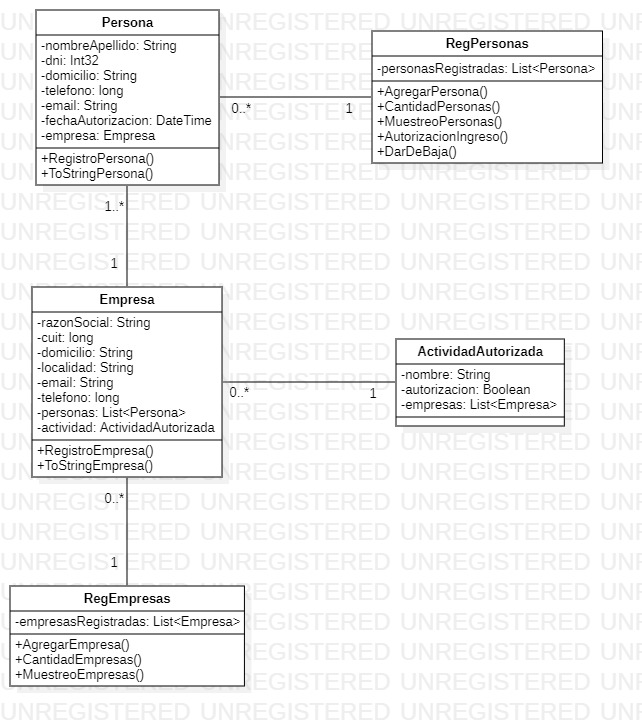 Persona
-nombreApellido: String
-dni: Int32
-domicilio: String
-telefono: long
-email: String
-fechaAutorizacion: DateTime
-empresa: Empresa
+RegistroPersona()
+ToStringPersona()
RegPersonas
-personasRegistradas: List<Persona>
+AgregarPersona()
+CantidadPersonas()
+MuestreoPersonas()
+AutorizacionIngreso()
+DarDeBaja()
0..*
1
1..*
1
Empresa
-razonSocial: String
-cuit: long
-domicilio: String
-localidad: String
-email: String
-telefono: long
-personas: List<Persona>
-actividad: ActividadAutorizada
+RegistroEmpresa()
+ToStringEmpresa()
ActividadAutorizada
-nombre: String
-autorizacion: Boolean
-empresas: List<Empresa>
0..*
1
0..*
1
RegEmpresas
-empresasRegistradas: List<Empresa>
+AgregarEmpresa()
+CantidadEmpresas()
+MuestreoEmpresas()
UNREGISTERED